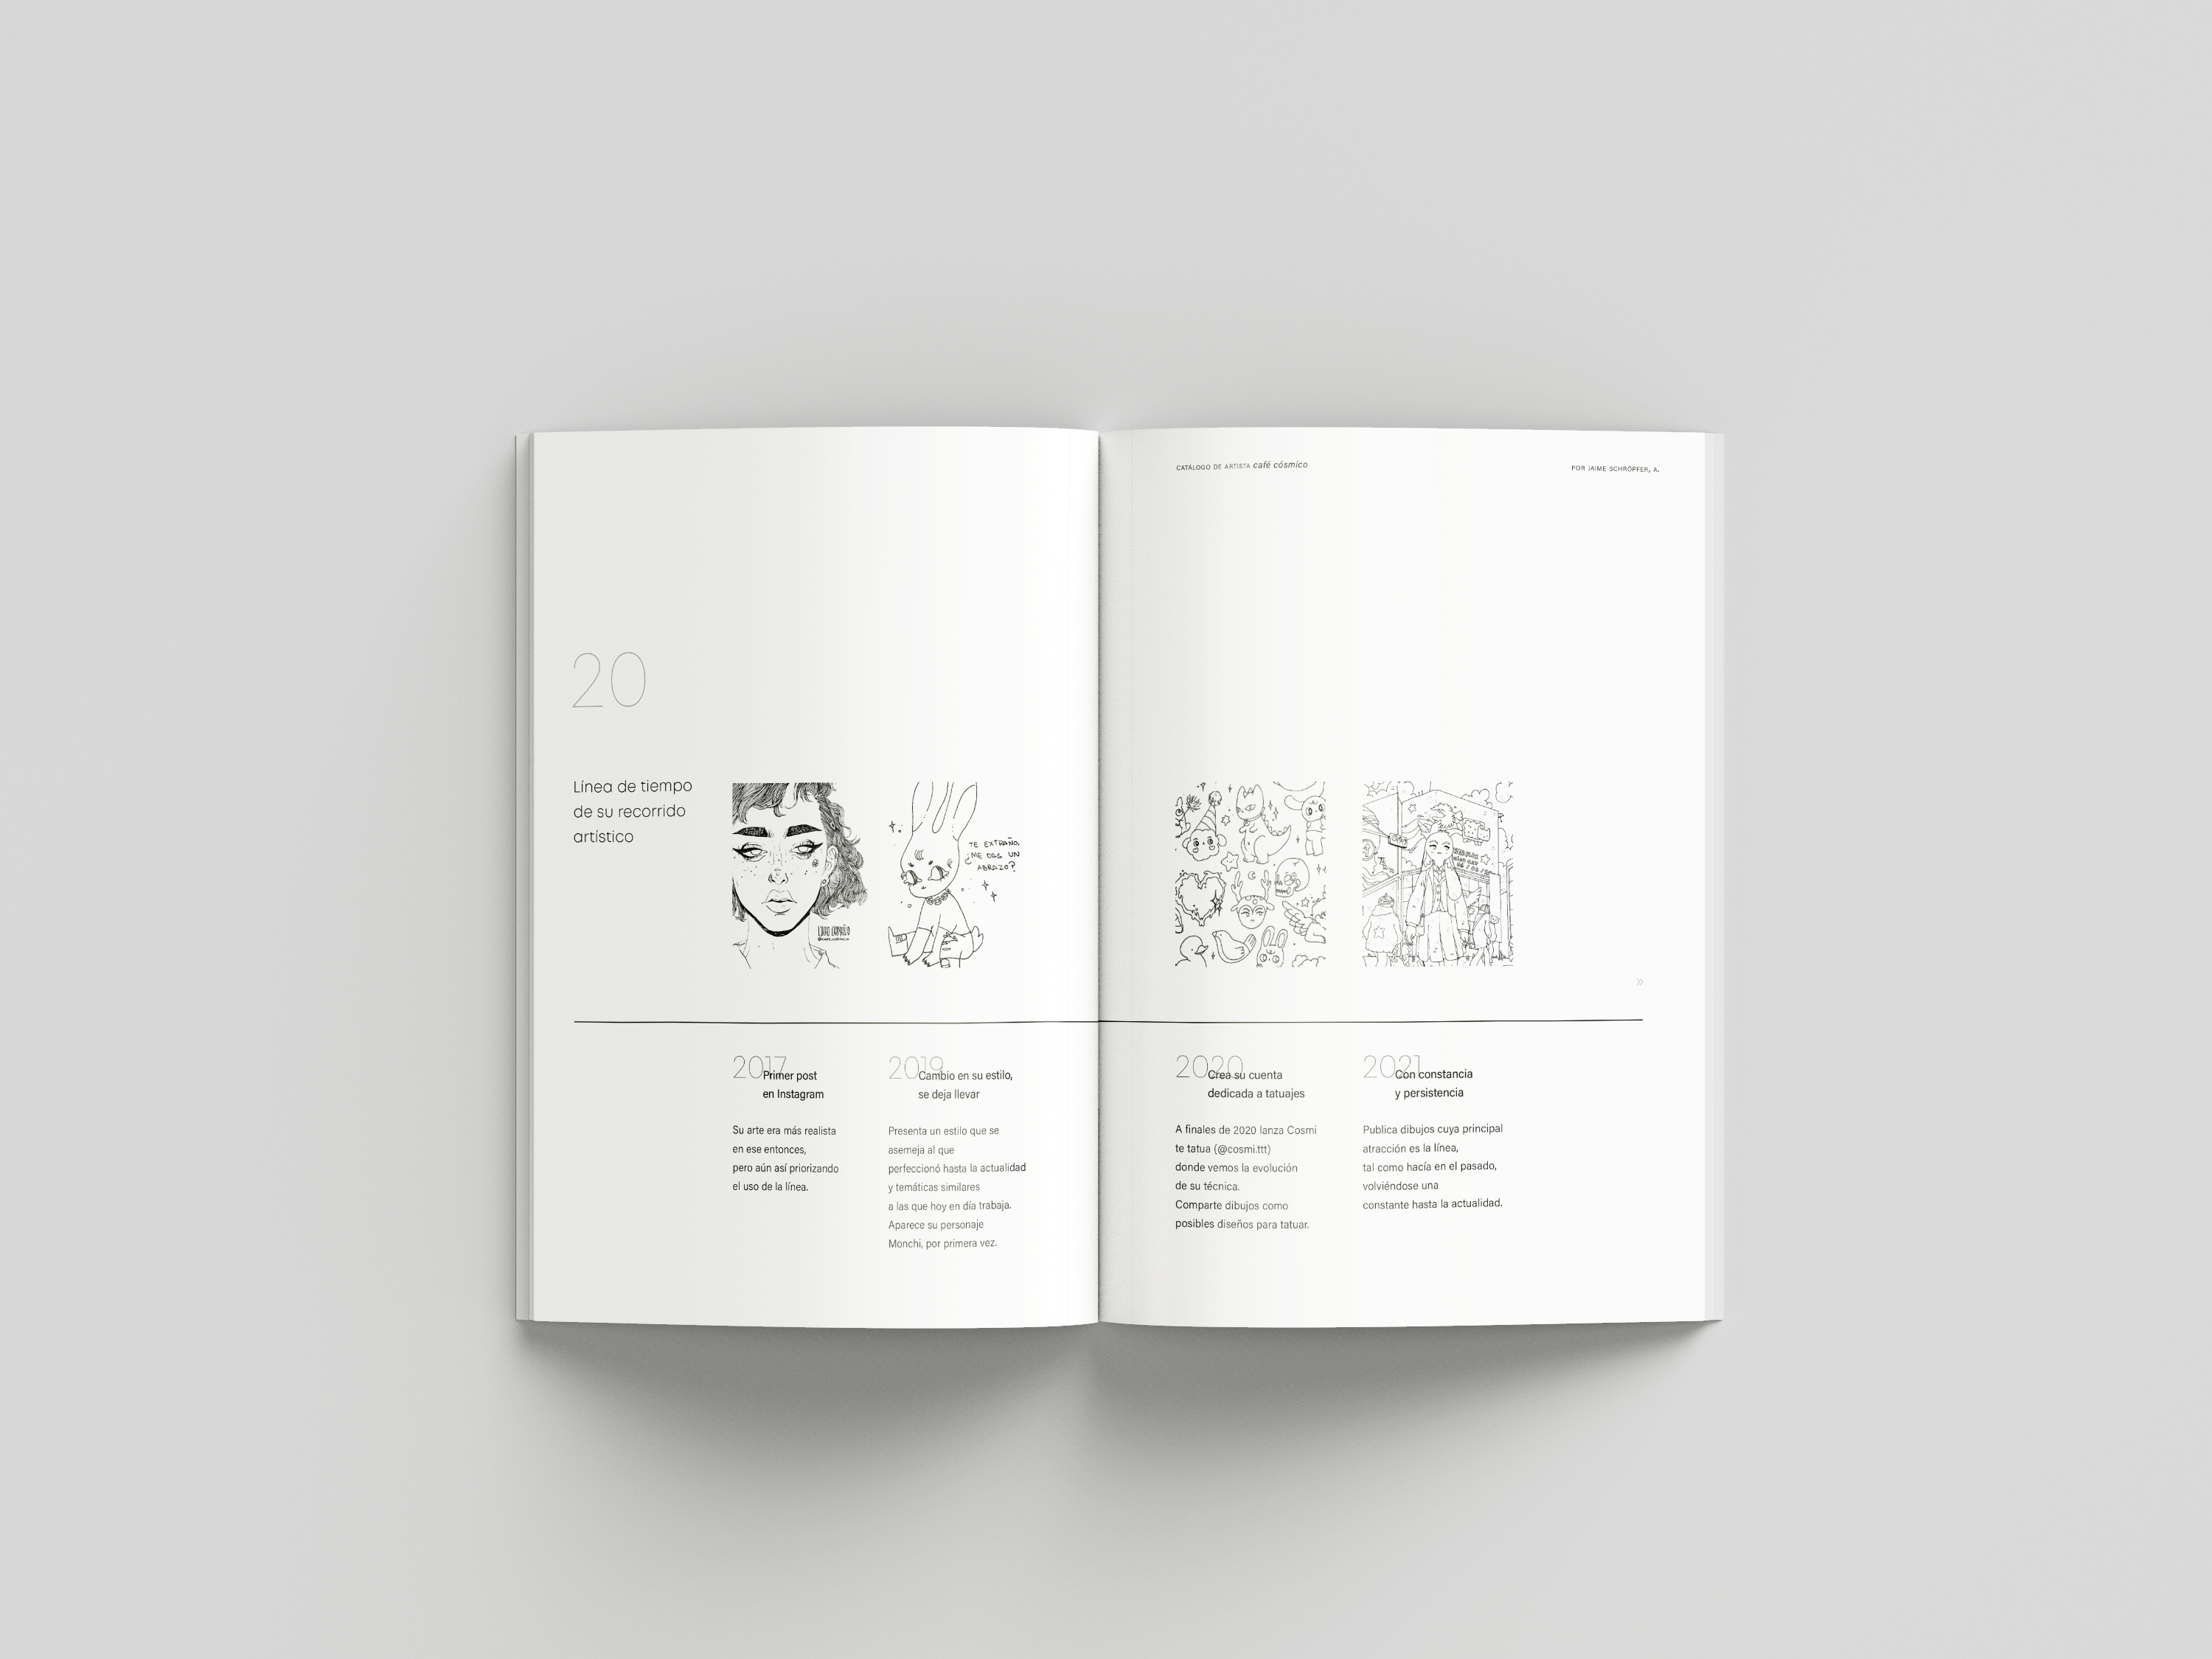 20
Línea de tiempo
de su recorrido
artístico
TE EXTRAÑO,
¿ME DAS UN
ABRAZO?
2017
Primer post
en Instagram
Su arte era más realista
en ese entonces,
pero aún así priorizando
el uso de la línea.
2019
Cambio en su estilo,
se deja llevar
Presenta un estilo que se
asemeja al que
perfeccionó hasta la actualidad
y temáticas similares
a las que hoy en día trabaja.
Aparece su personaje
Monchi, por primera vez.
CATÁLOGO DE ARTISTA café cósmico
POR JAIME SCHRÖPFER, A.
»
2020
Crea su cuenta
dedicada a tatuajes
A finales de 2020 lanza Cosmi
te tatua (@cosmi.ttt)
donde vemos la evolución
de su técnica.
Comparte dibujos como
posibles diseños para tatuar.
2021
Con constancia
y persistencia
Publica dibujos cuya principal
atracción es la línea,
tal como hacía en el pasado,
volviéndose una
constante hasta la actualidad.